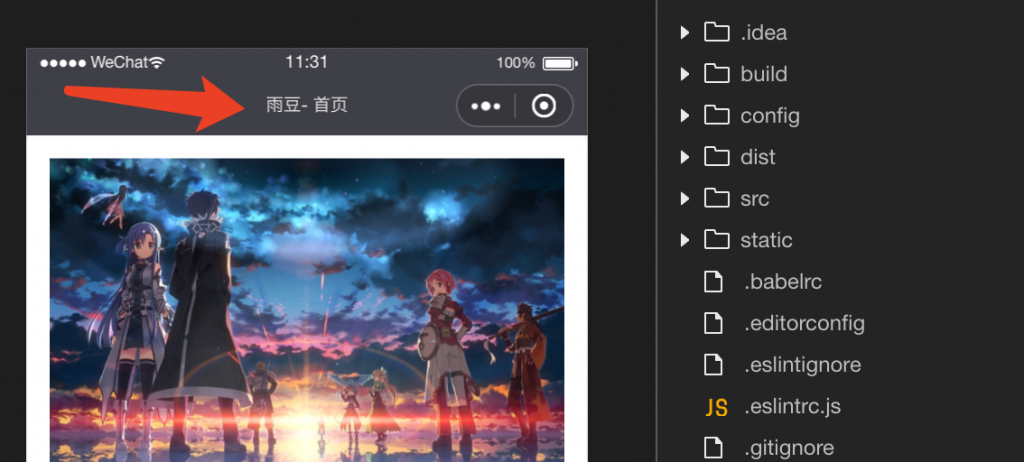 ●●●●● WeChat 11:31 100%
雨豆- 首页
.idea
build
config
dist
src
static
.babelrc
.editorconfig
.eslintignore
JS .eslintrc.js
.gitignore